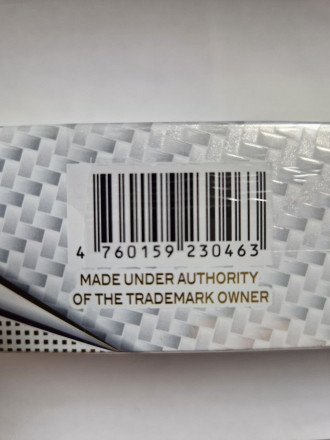 4 760159 230463
MADE UNDER AUTHORITY
OF THE TRADEMARK OWNER